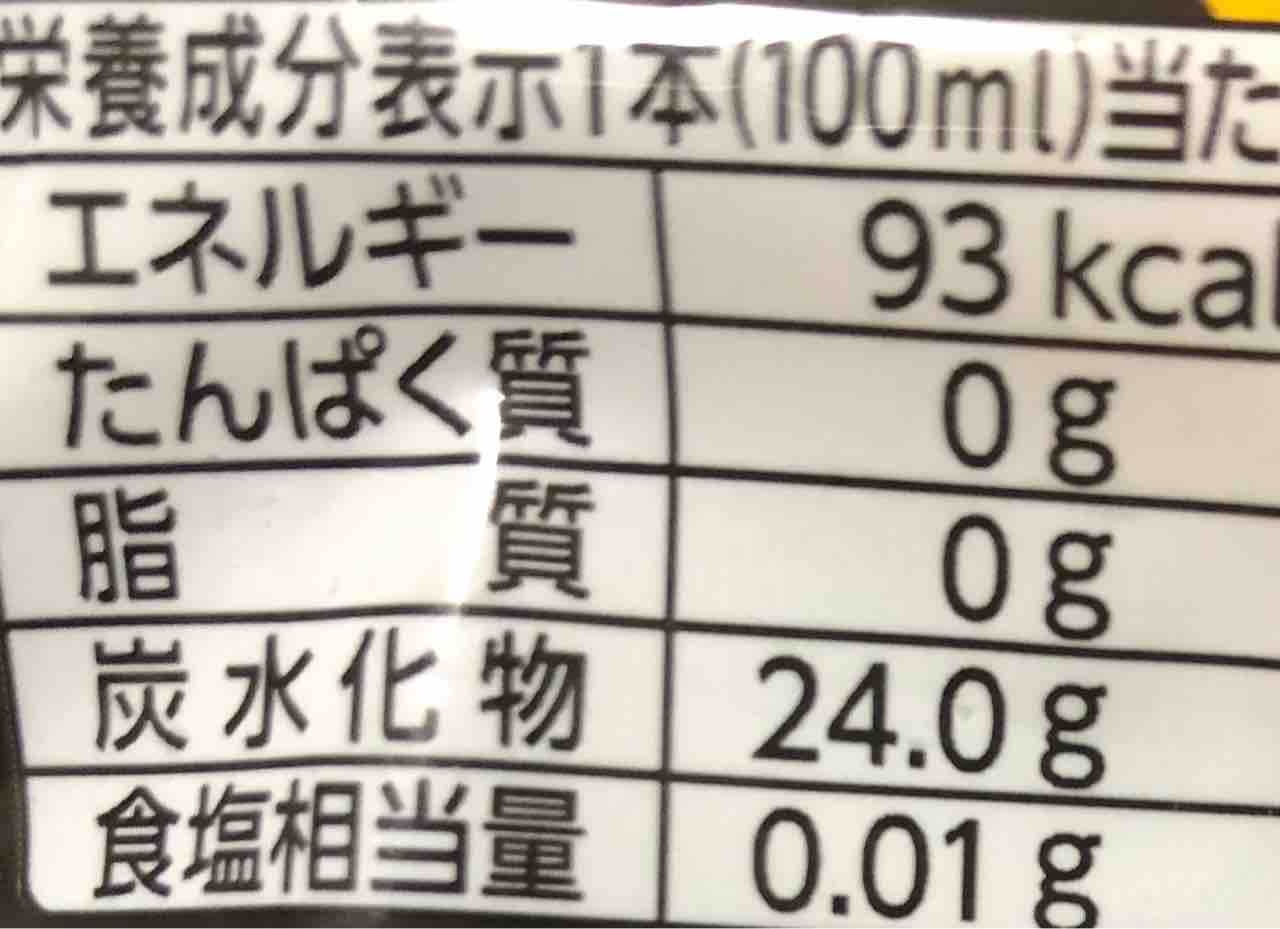 栄養成分表示1本(100ml)当た
エネルギー 93 kcal
たんぱく質 0 g
脂質 0 g
炭水化物 24.0 g
食塩相当量 0.01 g